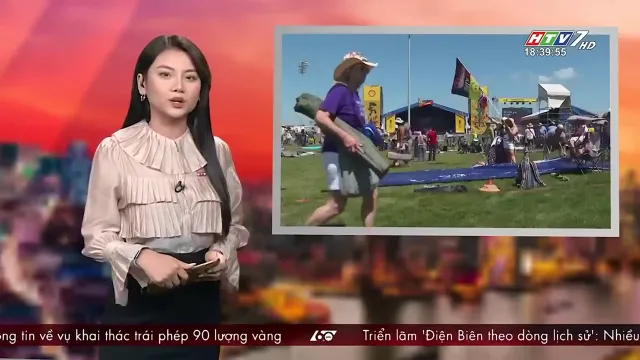 HTV7 HD
18:39:55
ông tin về vụ khai thác trái phép 90 lượng vàng 60 Triển lãm 'Điện Biên theo dòng lịch sử': Nhiều